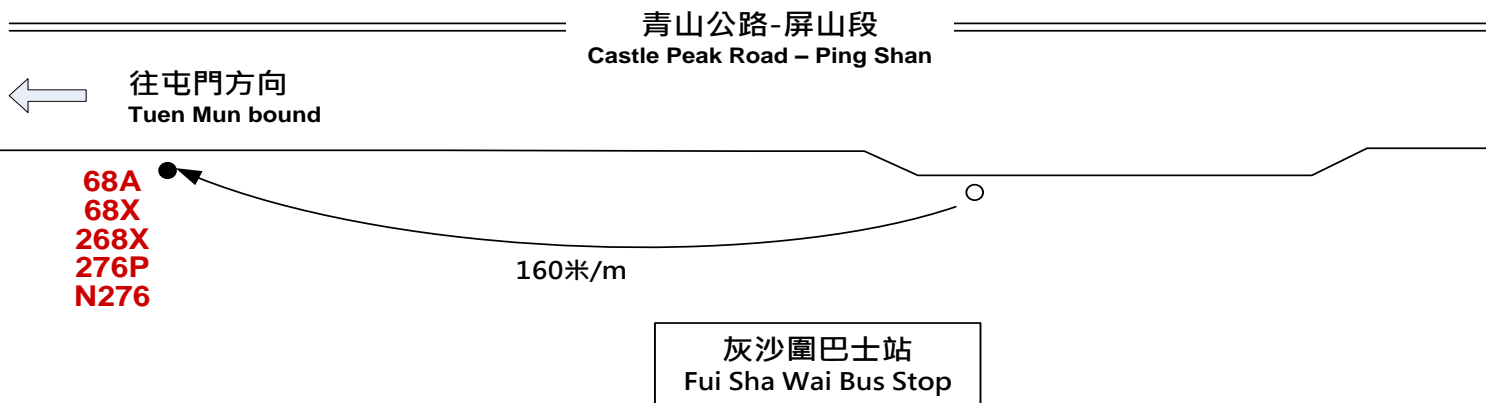 青山公路-屏山段
Castle Peak Road – Ping Shan
往屯門方向
Tuen Mun bound
68A
68X
268X
276P
N276
160米/m
灰沙圍巴士站
Fui Sha Wai Bus Stop